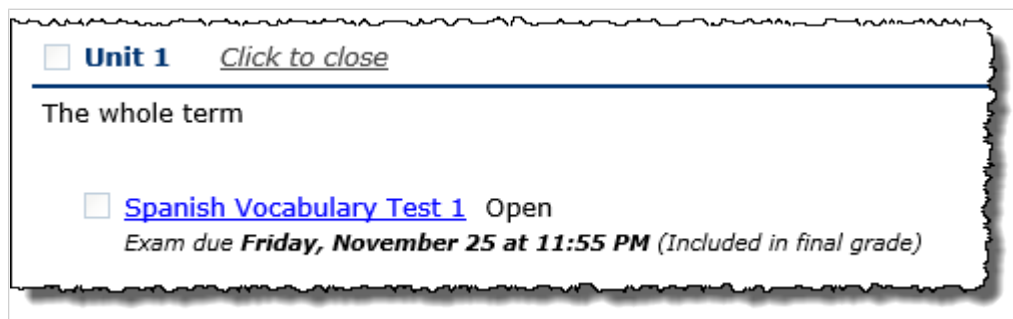 Unit 1 Click to close
The whole term
Spanish Vocabulary Test 1 Open
Exam due Friday, November 25 at 11:55 PM (Included in final grade)